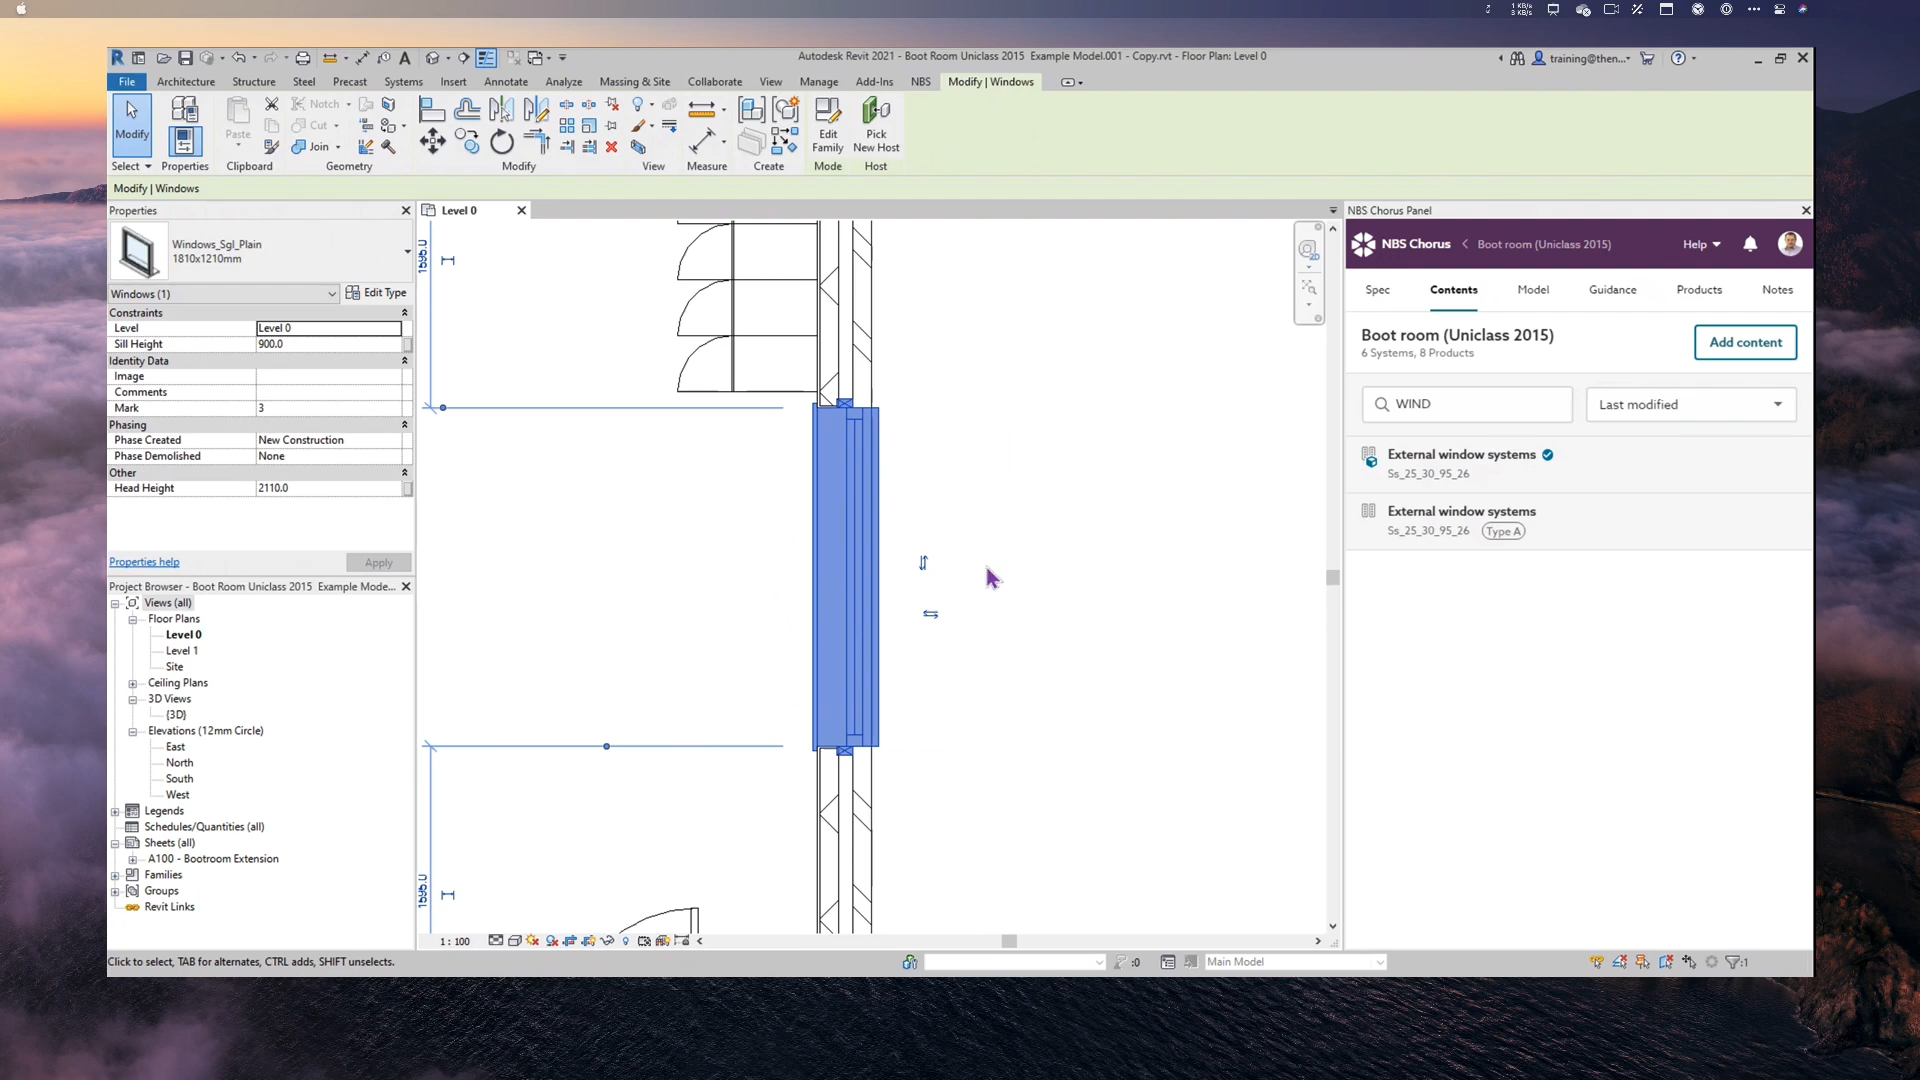 1 KB/s
3 KB/s
Autodesk Revit 2021 - Boot Room Uniclass 2015 Example Model.001 - Copy.rvt - Floor Plan: Level 0
training@then...
File
Architecture
Structure
Steel
Precast
Systems
Insert
Annotate
Analyze
Massing & Site
Collaborate
View
Manage
Add-Ins
NBS
Modify | Windows
Modify
Paste
Notch
Cut
Join
Edit
Family
Pick
New Host
Select
Properties
Clipboard
Geometry
Modify
View
Measure
Create
Mode
Host
Modify | Windows
Properties
Windows_Sgl_Plain
1810x1210mm
Windows (1)
Edit Type
Constraints
Level
Level 0
Sill Height
900.0
Identity Data
Image
Comments
Mark
3
Phasing
Phase Created
New Construction
Phase Demolished
None
Other
Head Height
2110.0
Properties help
Apply
Project Browser - Boot Room Uniclass 2015 Example Mode...
Views (all)
Floor Plans
Level 0
Level 1
Site
Ceiling Plans
3D Views
{3D}
Elevations (12mm Circle)
East
North
South
West
Legends
Schedules/Quantities (all)
Sheets (all)
A100 - Bootroom Extension
Families
Groups
Revit Links
Level 0
1595.0
2D
1595.0
1 : 100
NBS Chorus Panel
NBS Chorus
Boot room (Uniclass 2015)
Help
Spec
Contents
Model
Guidance
Products
Notes
Boot room (Uniclass 2015)
6 Systems, 8 Products
Add content
WIND
Last modified
External window systems
Ss_25_30_95_26
External window systems
Ss_25_30_95_26
Type A
Click to select, TAB for alternates, CTRL adds, SHIFT unselects.
:0
Main Model
:1